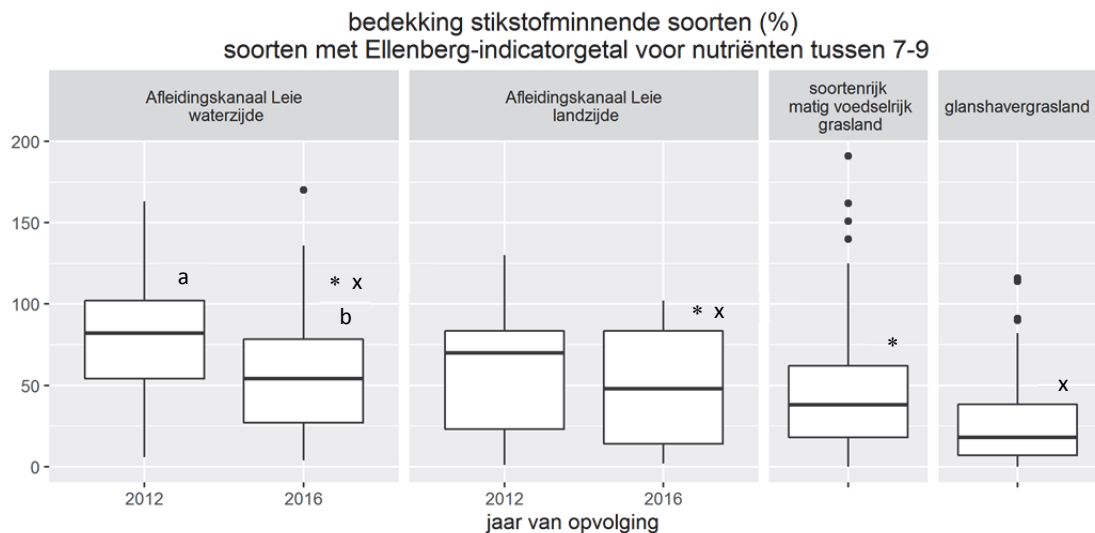 bedekking stikstofminnende soorten (%)
soorten met Ellenberg-indicatorgetal voor nutriënten tussen 7-9
Afleidingskanaal Leie
waterzijde
Afleidingskanaal Leie
landzijde
soortenrijk
matig voedselrijk
grasland
glanshavergrasland
200
150
100
50
0
a
* x
b
* x
*
x
2012
2016
2012
2016
jaar van opvolging